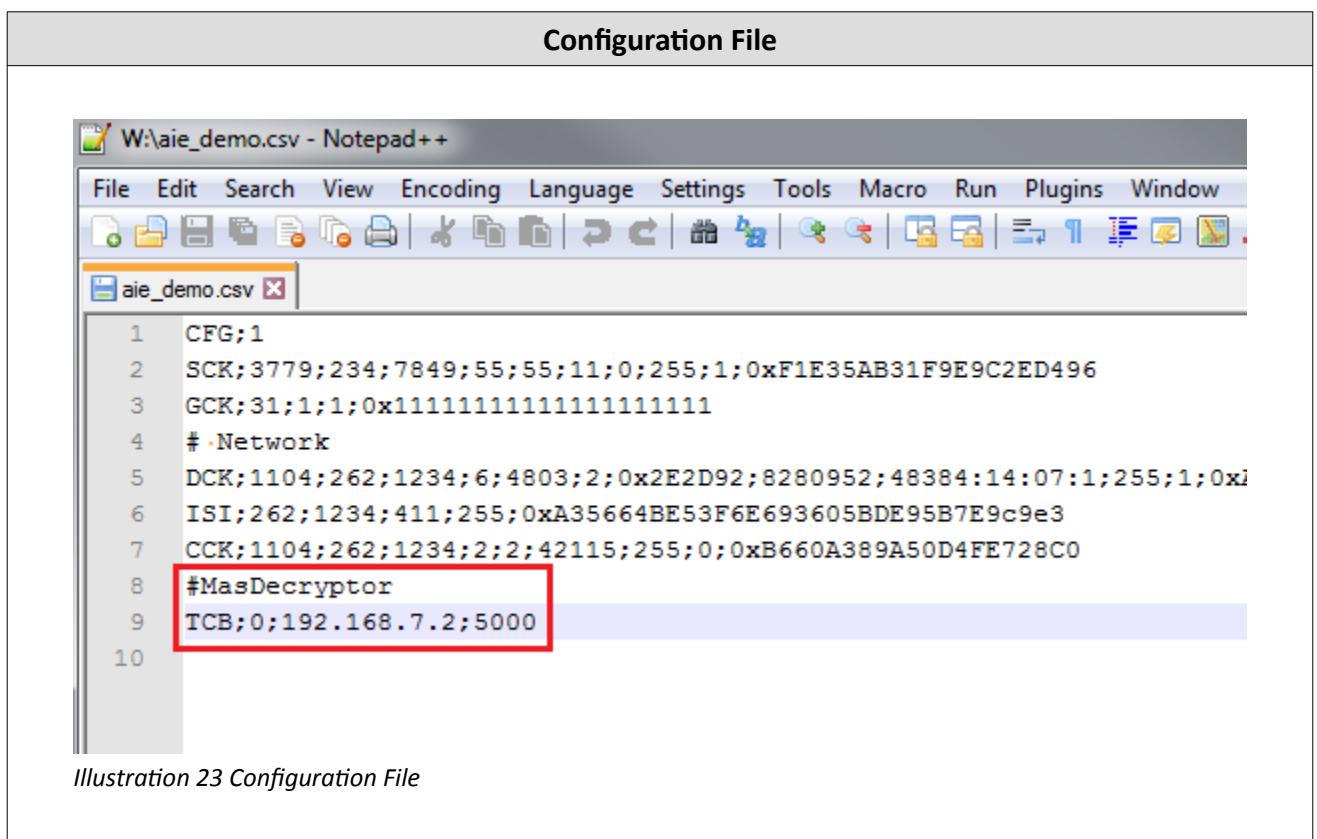 Configuration File
W:\aie_demo.csv - Notepad++
File Edit Search View Encoding Language Settings Tools Macro Run Plugins Window
aie_demo.csv
1 CFG;1
2 SCK;3779;234;7849;55;55;11;0;255;1;0xF1E35AB31F9E9C2ED496
3 GCK;31;1;1;0x11111111111111111111
4 # Network
5 DCK;1104;262;1234;6;4803;2;0x2E2D92;8280952;48384:14:07:1;255;1;0xA
6 ISI;262;1234;411;255;0xA35664BE53F6E693605BDE95B7E9c9e3
7 CCK;1104;262;1234;2;2;42115;255;0;0xB660A389A50D4FE728C0
8 #MasDecryptor
9 TCB;0;192.168.7.2;5000
10
Illustration 23 Configuration File